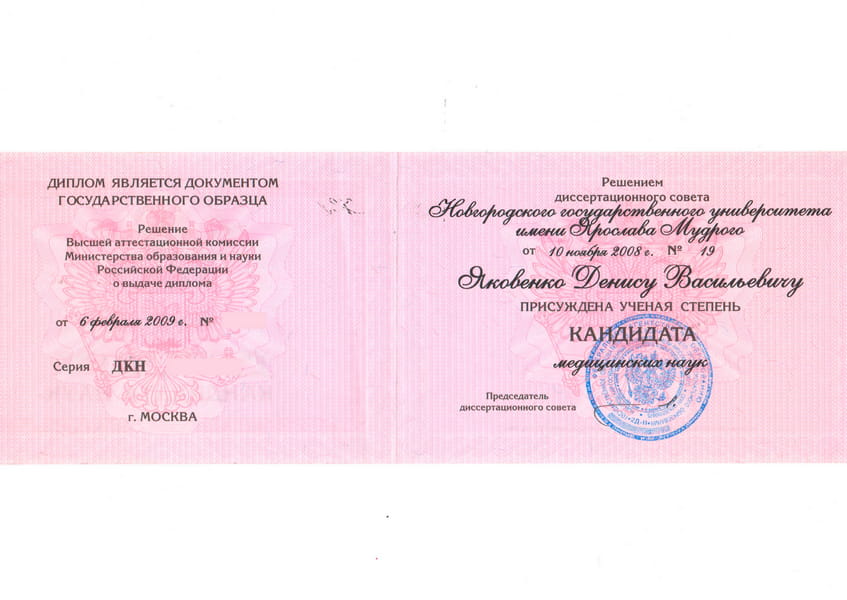 ДИПЛОМ ЯВЛЯЕТСЯ ДОКУМЕНТОМ
ГОСУДАРСТВЕННОГО ОБРАЗЦА
Решение
Высшей аттестационной комиссии
Министерства образования и науки
Российской Федерации
о выдаче диплома
от 6 февраля 2009 г. №
Серия ДКН
г. МОСКВА
Решением
диссертационного совета
Новгородского государственного университета
имени Ярослава Мудрого
от 10 ноября 2008 г. № 19
Яковенко Денису Васильевичу
ПРИСУЖДЕНА УЧЕНАЯ СТЕПЕНЬ
КАНДИДАТА
медицинских наук
Председатель
диссертационного совета